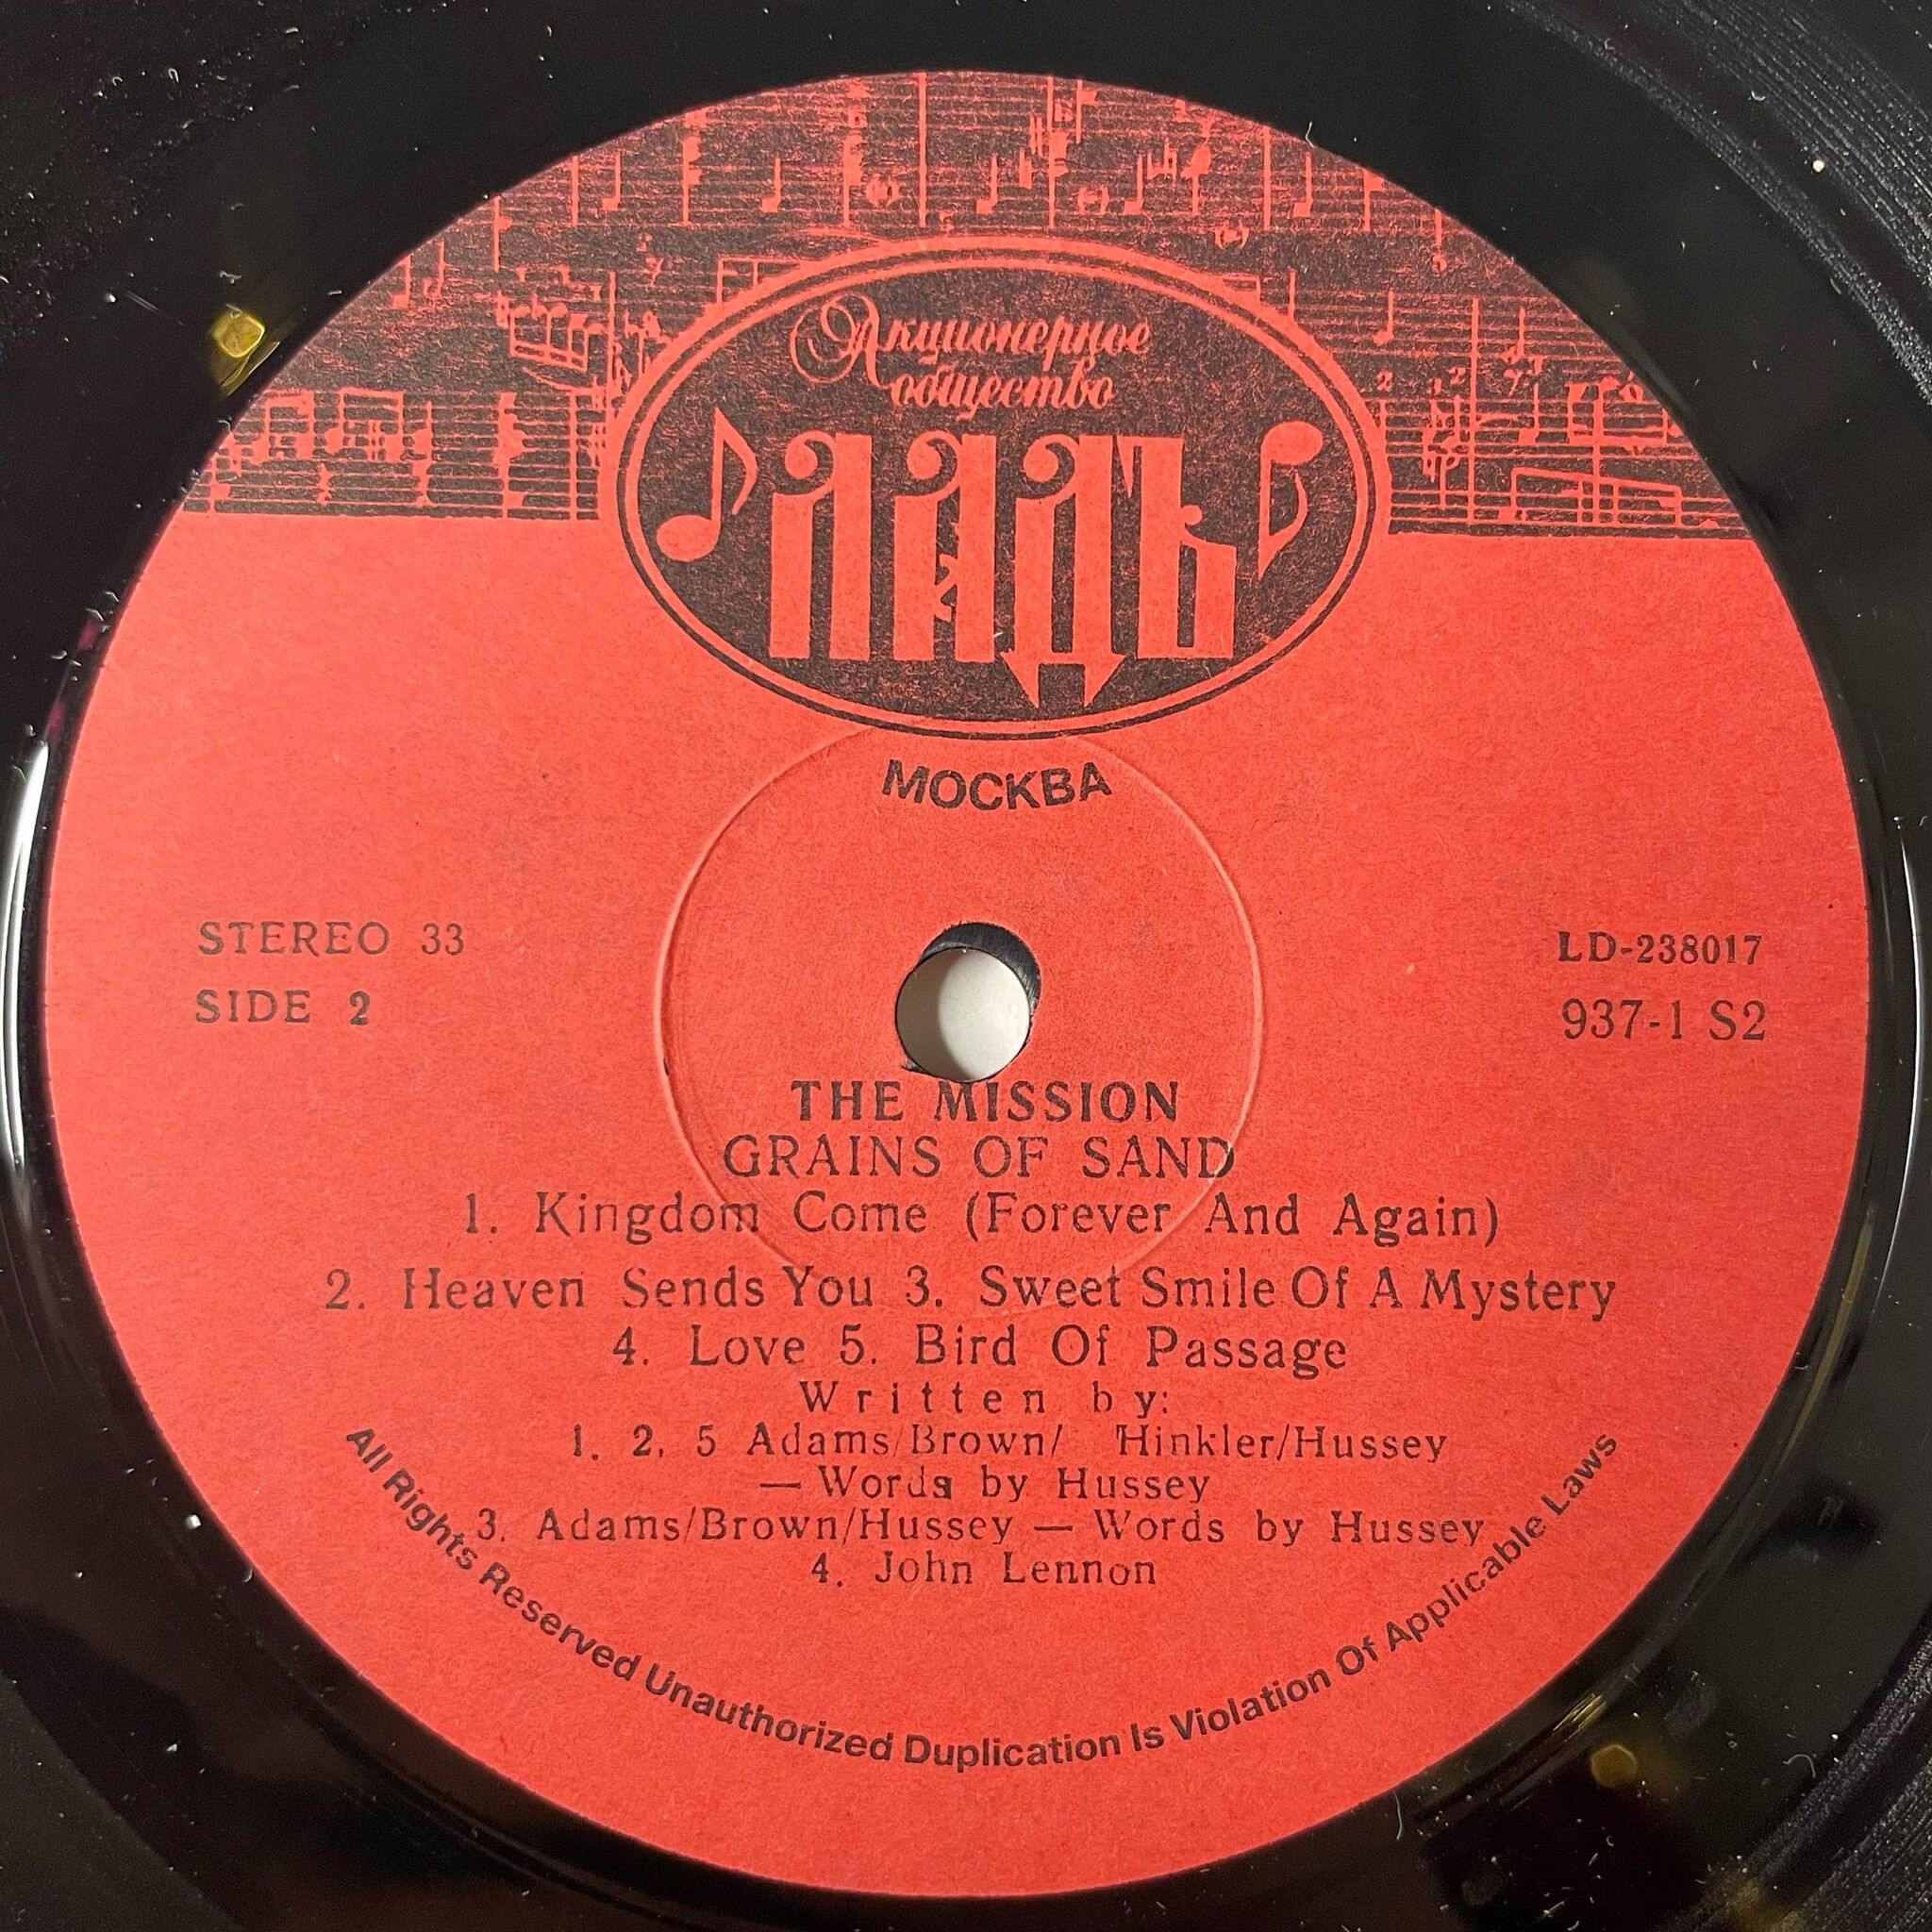 Акционерное
общество
ЛАДЪ
МОСКВА
STEREO 33
SIDE 2
LD-238017
937-1 S2
THE MISSION
GRAINS OF SAND
1. Kingdom Come (Forever And Again)
2. Heaven Sends You 3. Sweet Smile Of A Mystery
4. Love 5. Bird Of Passage
Written by:
1. 2. 5 Adams/Brown/ Hinkler/Hussey
— Words by Hussey
3. Adams/Brown/Hussey — Words by Hussey
4. John Lennon
All Rights Reserved Unauthorized Duplication Is Violation Of Applicable Laws